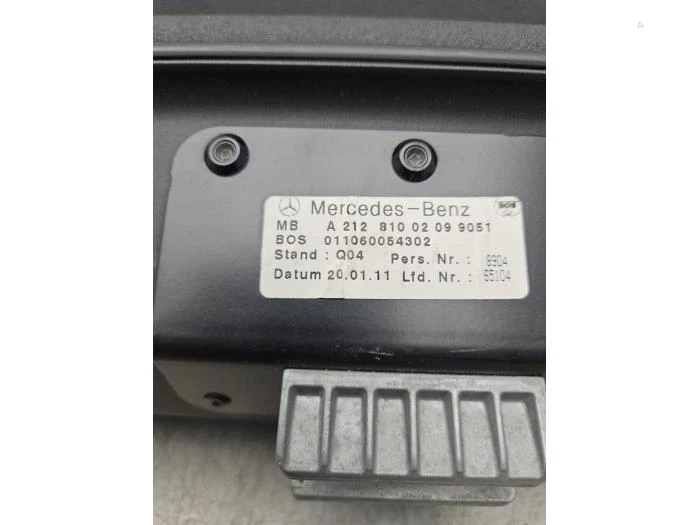 Mercedes-Benz BOS
MB A 212 810 02 09 9051
BOS 011060054302
Stand : Q04 Pers. Nr. : 8904
Datum 20.01.11 Lfd. Nr. : 65104